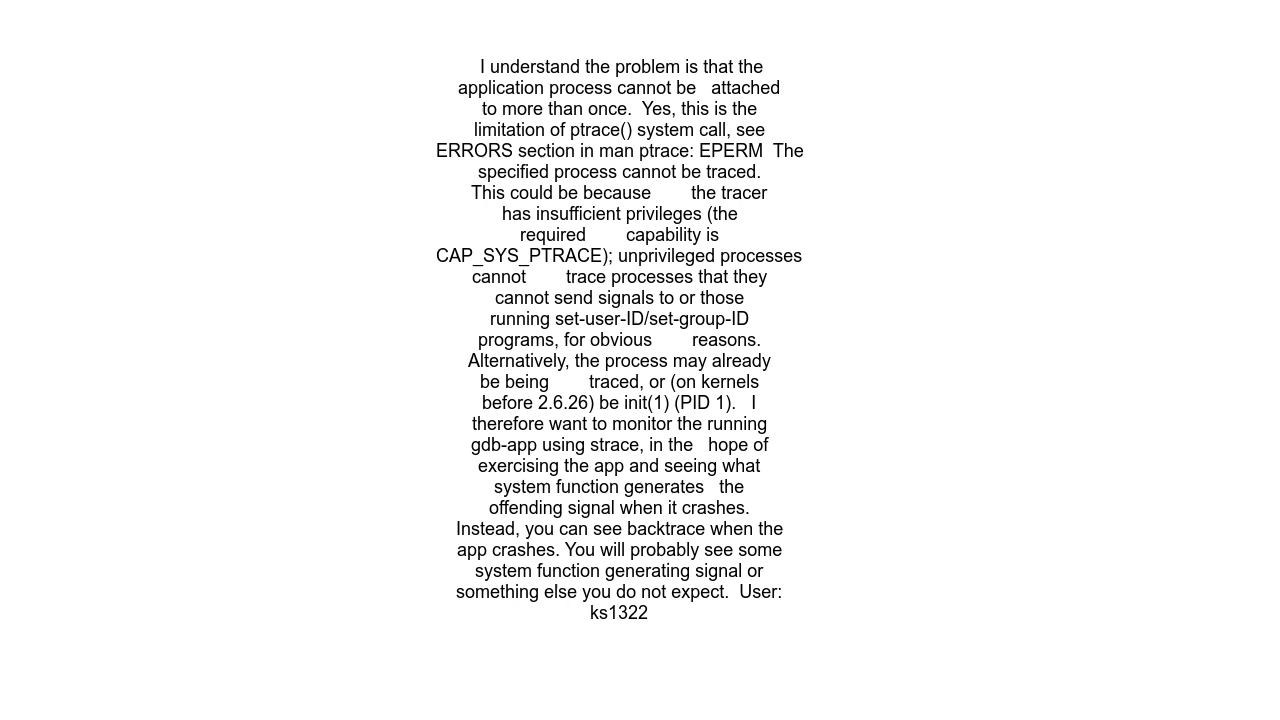 I understand the problem is that the
application process cannot be   attached
to more than once.  Yes, this is the
limitation of ptrace() system call, see
ERRORS section in man ptrace: EPERM  The
specified process cannot be traced.
This could be because        the tracer
has insufficient privileges (the
required        capability is
CAP_SYS_PTRACE); unprivileged processes
cannot        trace processes that they
cannot send signals to or those
running set-user-ID/set-group-ID
programs, for obvious        reasons.
Alternatively, the process may already
be being        traced, or (on kernels
before 2.6.26) be init(1) (PID 1).   I
therefore want to monitor the running
gdb-app using strace, in the   hope of
exercising the app and seeing what
system function generates   the
offending signal when it crashes.
Instead, you can see backtrace when the
app crashes. You will probably see some
system function generating signal or
something else you do not expect.  User:
ks1322